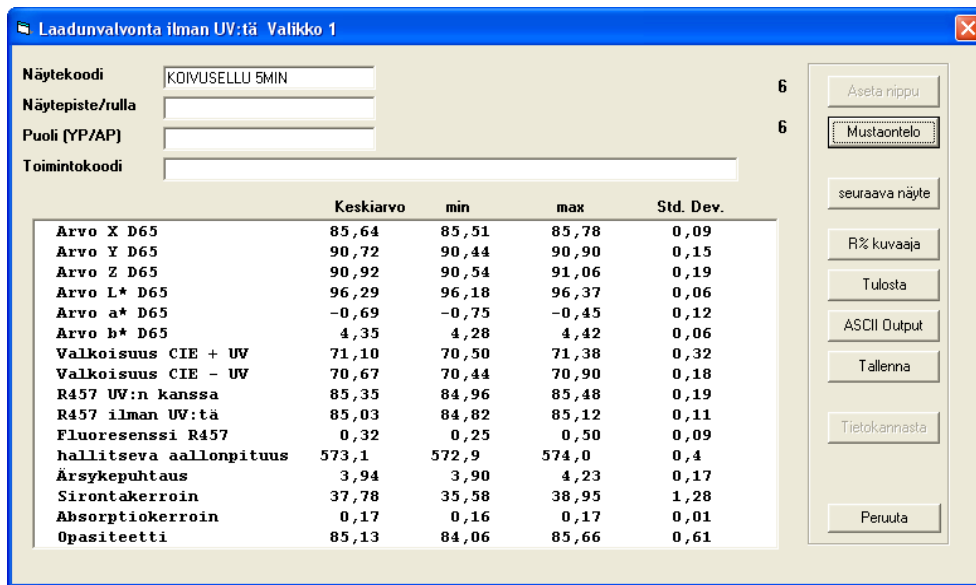 Laadunvalvonta ilman UV:tä Valikko 1
Näytekoodi KOIVUSELLU 5MIN 6 Aseta nippu
Näytepiste/rulla
Puoli (YP/AP) 6 Mustaontelo
Toimintokoodi
seuraava näyte
Keskiarvo min max Std. Dev.
Arvo X D65 85,64 85,51 85,78 0,09
Arvo Y D65 90,72 90,44 90,90 0,15
Arvo Z D65 90,92 90,54 91,06 0,19
Arvo L* D65 96,29 96,18 96,37 0,06
Arvo a* D65 -0,69 -0,75 -0,45 0,12
Arvo b* D65 4,35 4,28 4,42 0,06
Valkoisuus CIE + UV 71,10 70,50 71,38 0,32
Valkoisuus CIE - UV 70,67 70,44 70,90 0,18
R457 UV:n kanssa 85,35 84,96 85,48 0,19
R457 ilman UV:tä 85,03 84,82 85,12 0,11
Fluoresenssi R457 0,32 0,25 0,50 0,09
hallitseva aallonpituus 573,1 572,9 574,0 0,4
Ärsykepuhtaus 3,94 3,90 4,23 0,17
Sirontakerroin 37,78 35,58 38,95 1,28
Absorptiokerroin 0,17 0,16 0,17 0,01
Opasiteetti 85,13 84,06 85,66 0,61
R% kuvaaja
Tulosta
ASCII Output
Tallenna
Tietokannasta
Peruuta